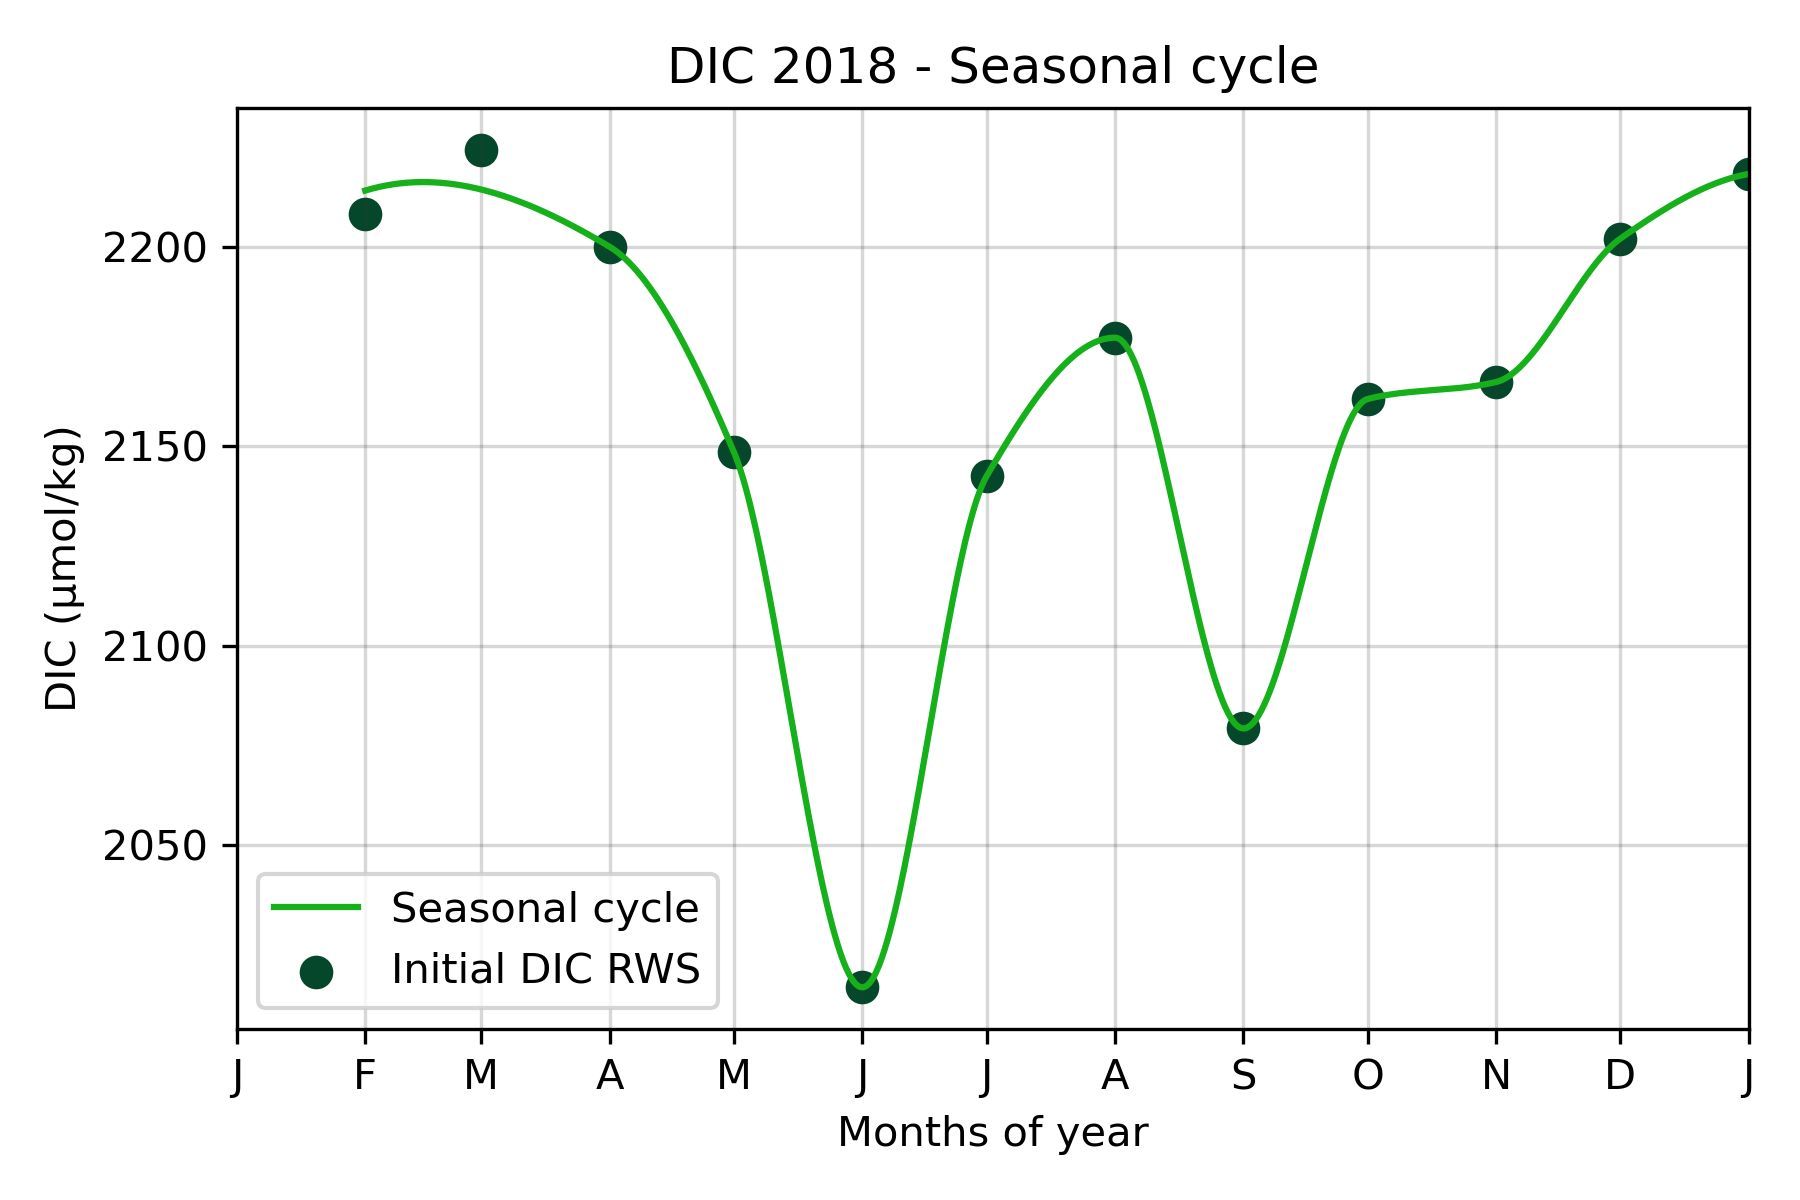 DIC 2018 - Seasonal cycle
DIC (µmol/kg)
2200
2150
2100
2050
Seasonal cycle
Initial DIC RWS
J F M A M J J A S O N D J
Months of year